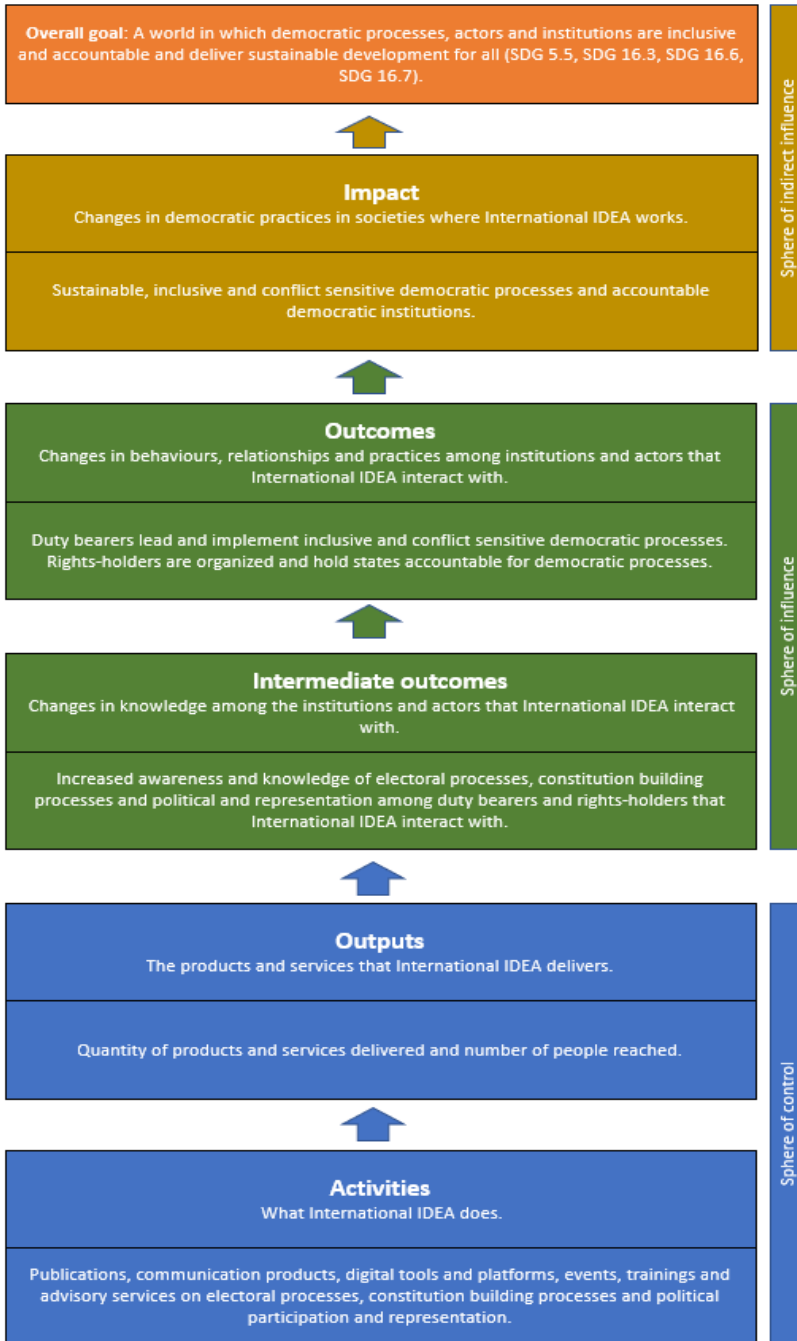 Overall goal: A world in which democratic processes, actors and institutions are inclusive
and accountable and deliver sustainable development for all (SDG 5.5, SDG 16.3, SDG 16.6,
SDG 16.7).
Impact
Changes in democratic practices in societies where International IDEA works.
Sustainable, inclusive and conflict sensitive democratic processes and accountable
democratic institutions.
Sphere of indirect influence
Outcomes
Changes in behaviours, relationships and practices among institutions and actors that
International IDEA interact with.
Duty bearers lead and implement inclusive and conflict sensitive democratic processes.
Rights-holders are organized and hold states accountable for democratic processes.
Intermediate outcomes
Changes in knowledge among the institutions and actors that International IDEA interact
with.
Increased awareness and knowledge of electoral processes, constitution building
processes and political and representation among duty bearers and rights-holders that
International IDEA interact with.
Sphere of influence
Outputs
The products and services that International IDEA delivers.
Quantity of products and services delivered and number of people reached.
Activities
What International IDEA does.
Publications, communication products, digital tools and platforms, events, trainings and
advisory services on electoral processes, constitution building processes and political
participation and representation.
Sphere of control